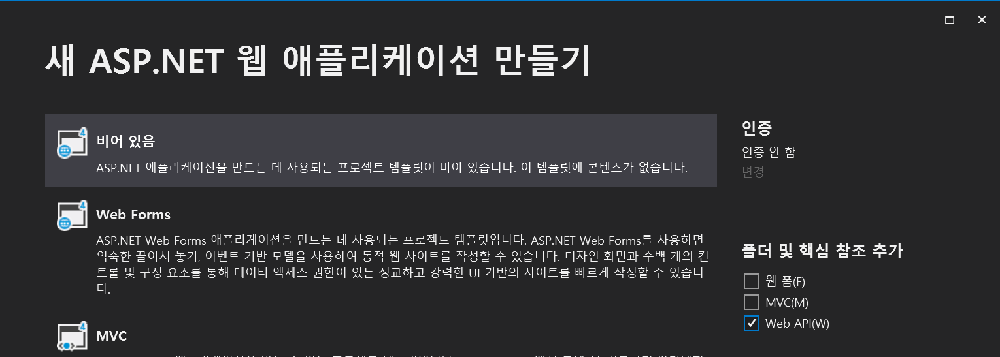 새 ASP.NET 웹 애플리케이션 만들기
비어 있음
ASP.NET 애플리케이션을 만드는 데 사용되는 프로젝트 템플릿이 비어 있습니다. 이 템플릿에 콘텐츠가 없습니다.
Web Forms
ASP.NET Web Forms 애플리케이션을 만드는 데 사용되는 프로젝트 템플릿입니다. ASP.NET Web Forms를 사용하면
익숙한 끌어서 놓기, 이벤트 기반 모델을 사용하여 동적 웹 사이트를 작성할 수 있습니다. 디자인 화면과 수백 개의 컨
트롤 및 구성 요소를 통해 데이터 액세스 권한이 있는 정교하고 강력한 UI 기반의 사이트를 빠르게 작성할 수 있습니
다.
MVC
인증
인증 안 함
변경
폴더 및 핵심 참조 추가
웹 폼(F)
MVC(M)
Web API(W)